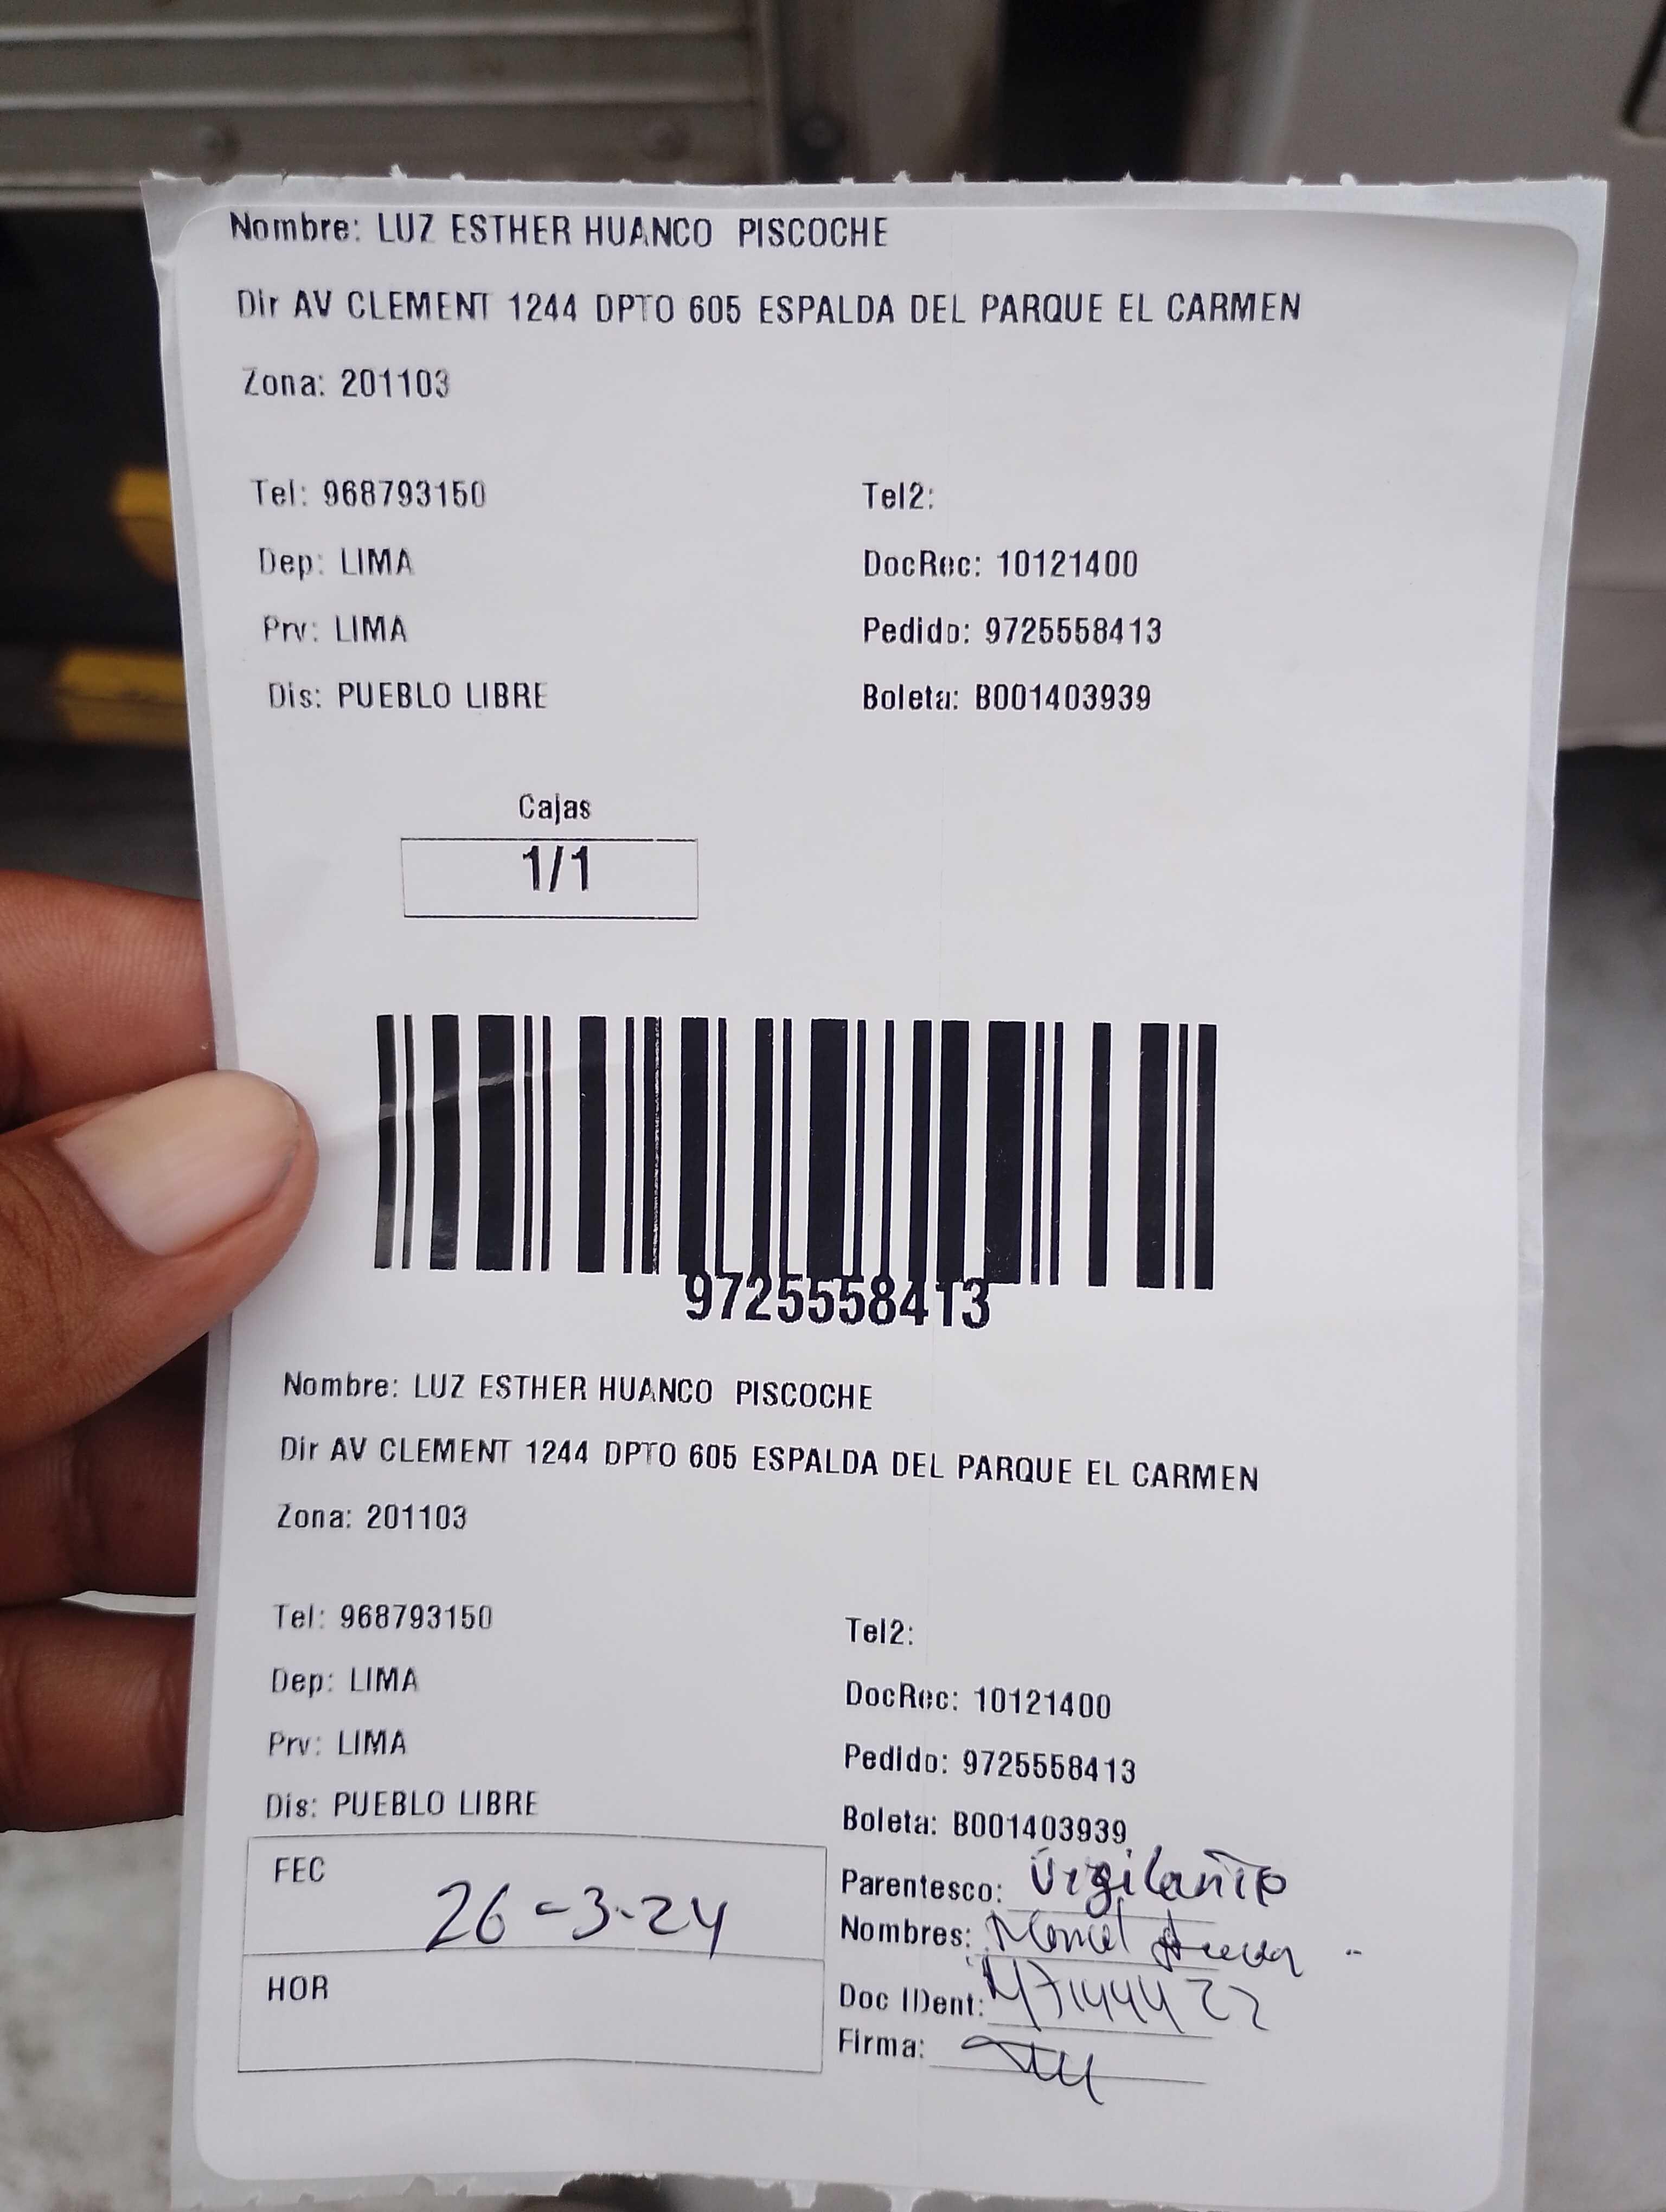 Nombre: LUZ ESTHER HUANCO PISCOCHE
Dir AV CLEMENT 1244 DPTO 605 ESPALDA DEL PARQUE EL CARMEN
Zona: 201103
Tel: 968793150 Tel2:
Dep: LIMA DocRec: 10121400
Prv: LIMA Pedido: 9725558413
Dis: PUEBLO LIBRE Boleta: B001403939
Cajas
1/1
9725558413
Nombre: LUZ ESTHER HUANCO PISCOCHE
Dir AV CLEMENT 1244 DPTO 605 ESPALDA DEL PARQUE EL CARMEN
Zona: 201103
Tel: 968793150 Tel2:
Dep: LIMA DocRec: 10121400
Prv: LIMA Pedido: 9725558413
Dis: PUEBLO LIBRE Boleta: B001403939
FEC 26-3-24
Parentesco:
Nombres:
HOR
Doc IDent:
Firma: